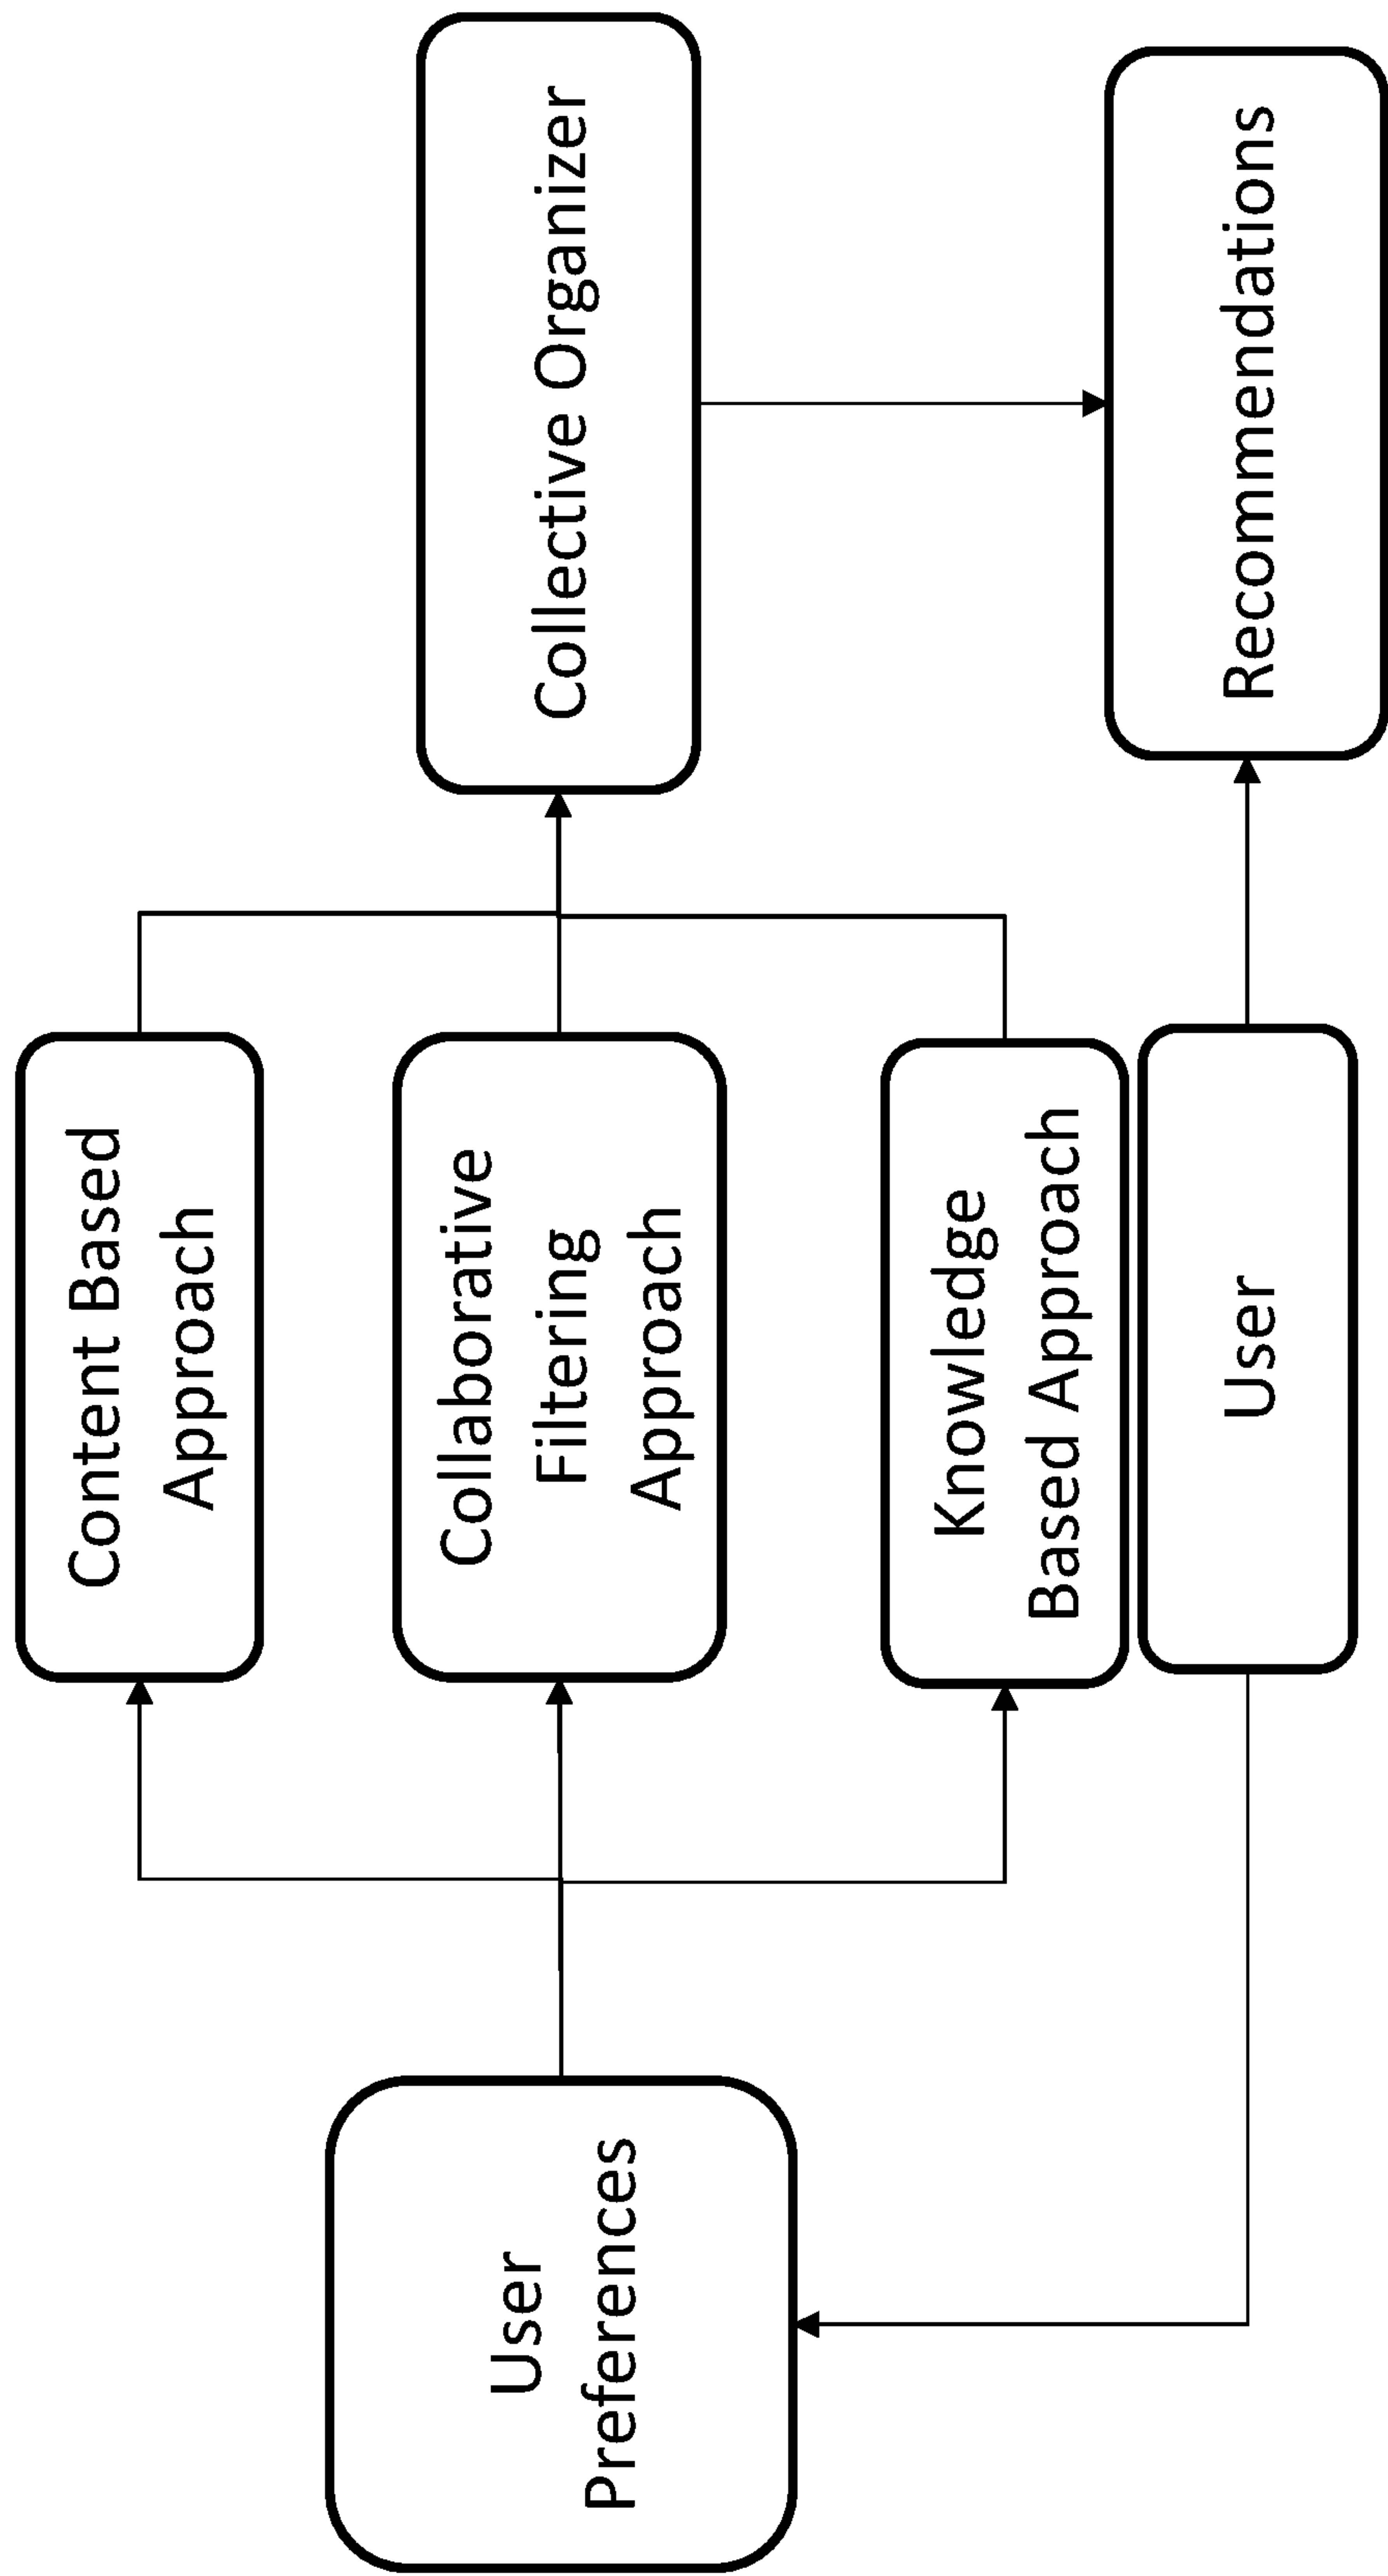 User
Preferences
Content Based
Approach
Collaborative
Filtering
Approach
Knowledge
Based Approach
User
Collective Organizer
Recommendations